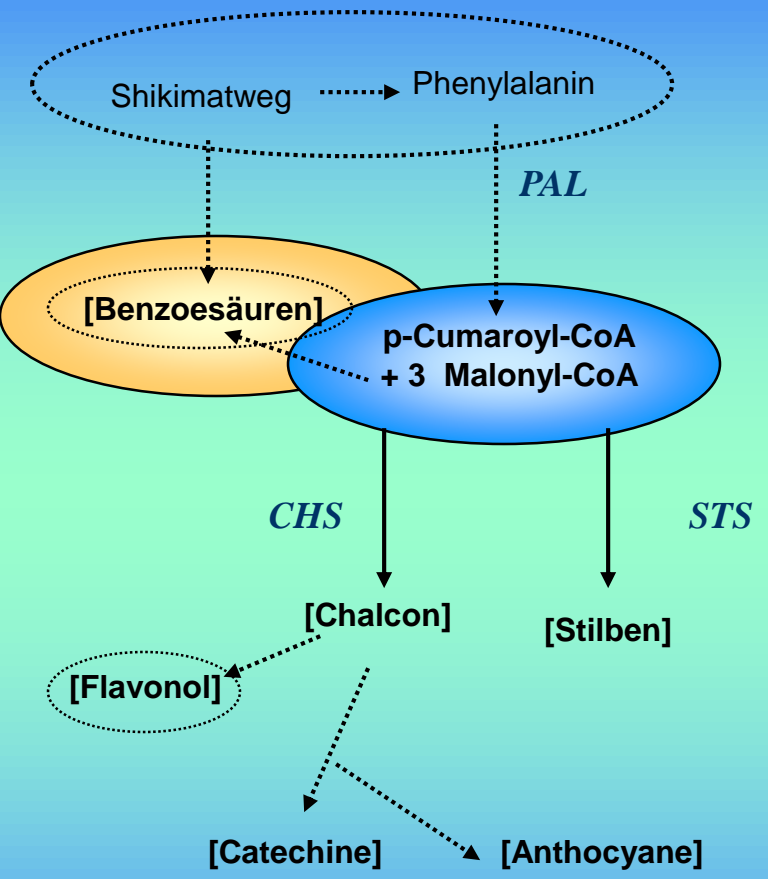 Shikimatweg
Phenylalanin
PAL
[Benzoesäuren]
p-Cumaroyl-CoA
+ 3 Malonyl-CoA
CHS
STS
[Chalcon]
[Stilben]
[Flavonol]
[Catechine]
[Anthocyane]